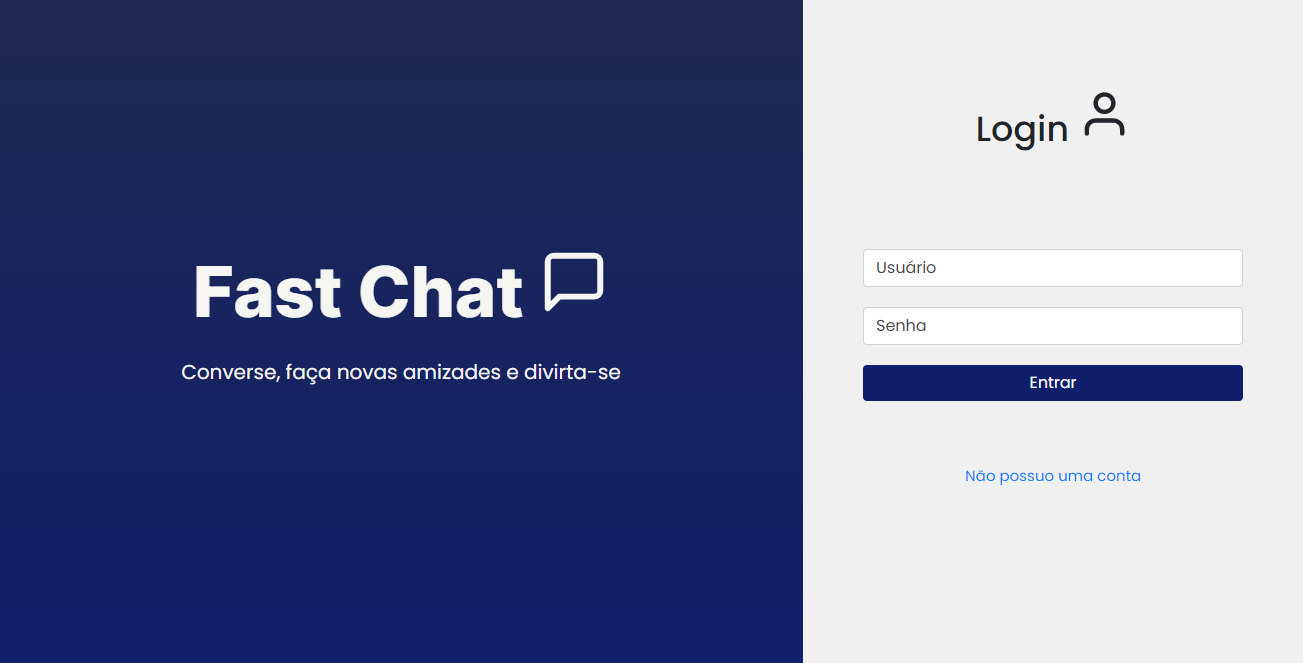 Fast Chat
Converse, faça novas amizades e divirta-se
Login
Usuário
Senha
Entrar
Não possuo uma conta